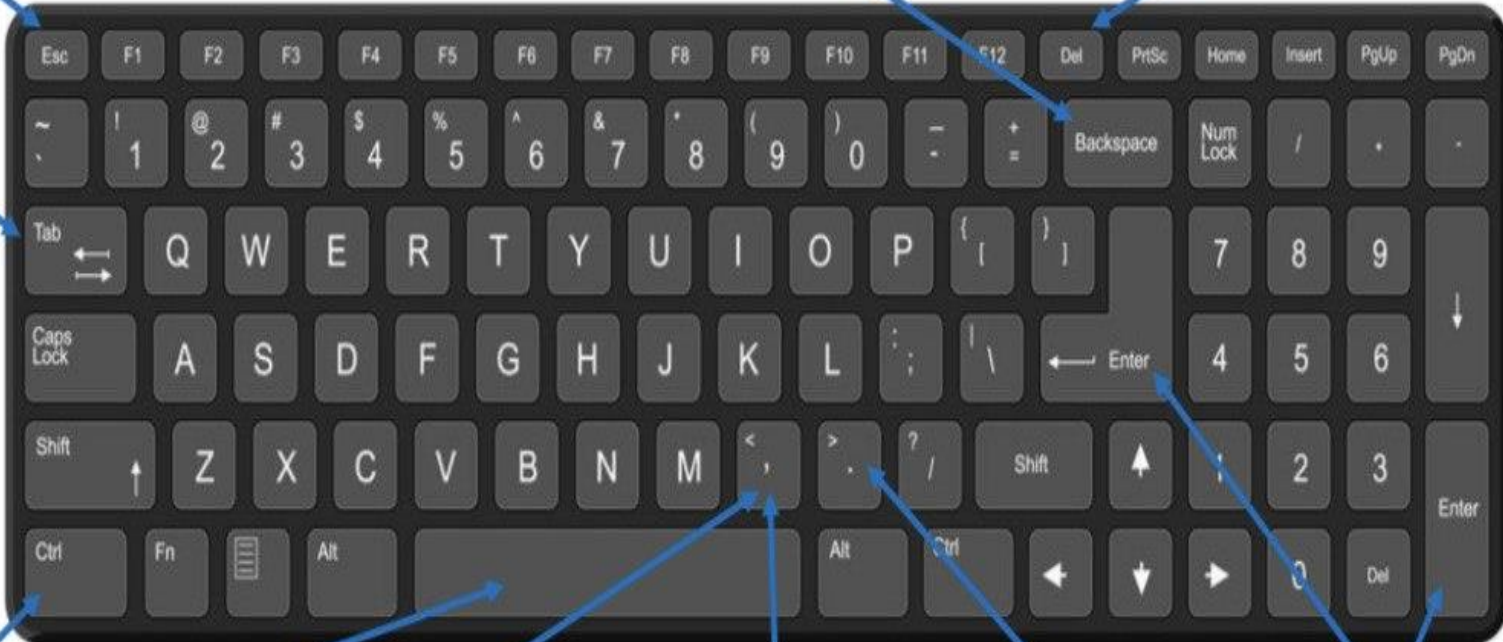 Esc F1 F2 F3 F4 F5 F6 F7 F8 F9 F10 F11 F12 Del PrtSc Home Insert PgUp PgDn
~ ! @ # $ % ^ & * ( ) — +
` 1 2 3 4 5 6 7 8 9 0 - = Backspace Num Lock / * -
Tab Q W E R T Y U I O P { [ } ] 7 8 9
Caps Lock A S D F G H J K L : ; | \ Enter 4 5 6
Shift Z X C V B N M < , > . ? / Shift 1 2 3 Enter
Ctrl Fn Alt Alt Ctrl 0 Del